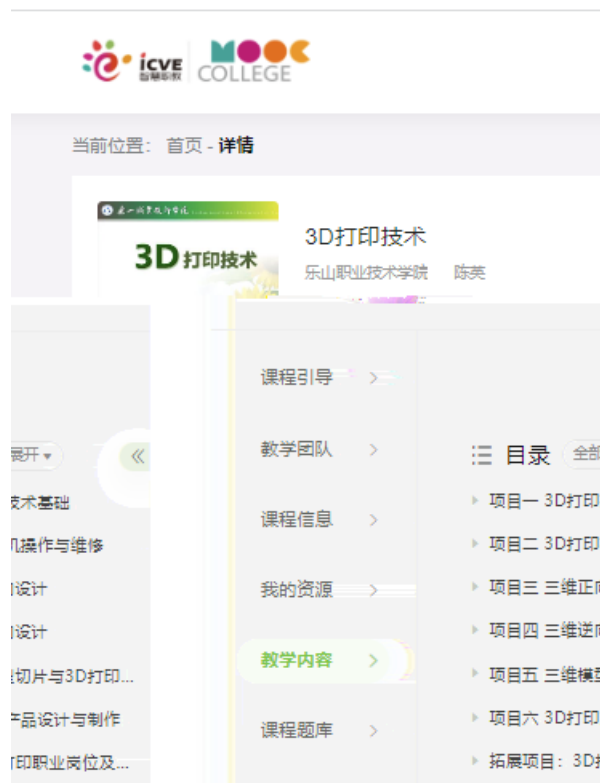 icve
智慧职教
MOOC
COLLEGE
当前位置： 首页 - 详情
3D打印技术
3D打印技术
乐山职业技术学院 陈英
展开
技术基础
机操作与维修
设计
设计
切片与3D打印...
产品设计与制作
印职业岗位及...
课程引导
教学团队
课程信息
我的资源
教学内容
课程题库
目录 全部
项目一 3D打印
项目二 3D打印
项目三 三维正向
项目四 三维逆向
项目五 三维模型
项目六 3D打印
拓展项目：3D打